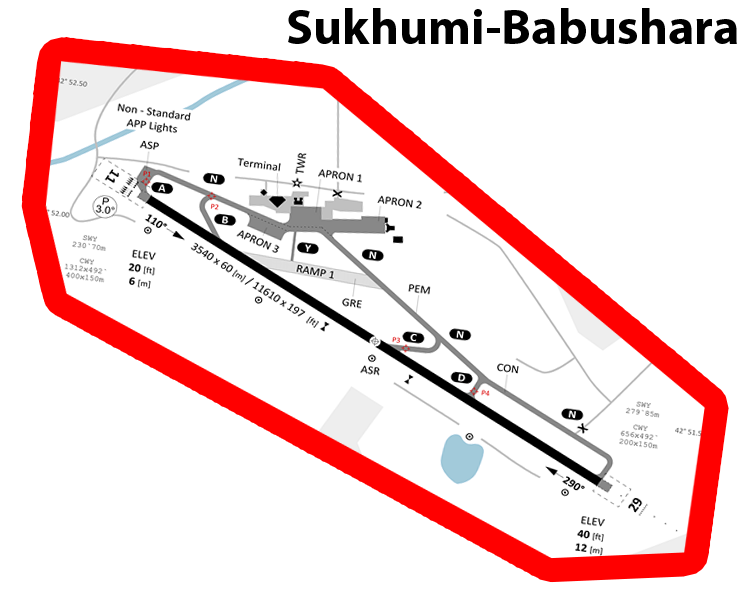 Sukhumi-Babushara
2° 52.50
Non - Standard
APP Lights
ASP
Terminal
TWR
APRON 1
APRON 2
11
P1
A
N
P2
B
P
3.0°
2° 52.00
110°
APRON 3
Y
N
SWY
230'70m
CWY
1312x492'
400x150m
ELEV
20 [ft]
6 [m]
3540 x 60 [m] / 11610 x 197 [ft]
RAMP 1
GRE
PEM
P3
C
N
ASR
D
P4
CON
N
SWY
279'85m
CWY
656x492'
200x150m
42° 51.5
290°
29
ELEV
40 [ft]
12 [m]